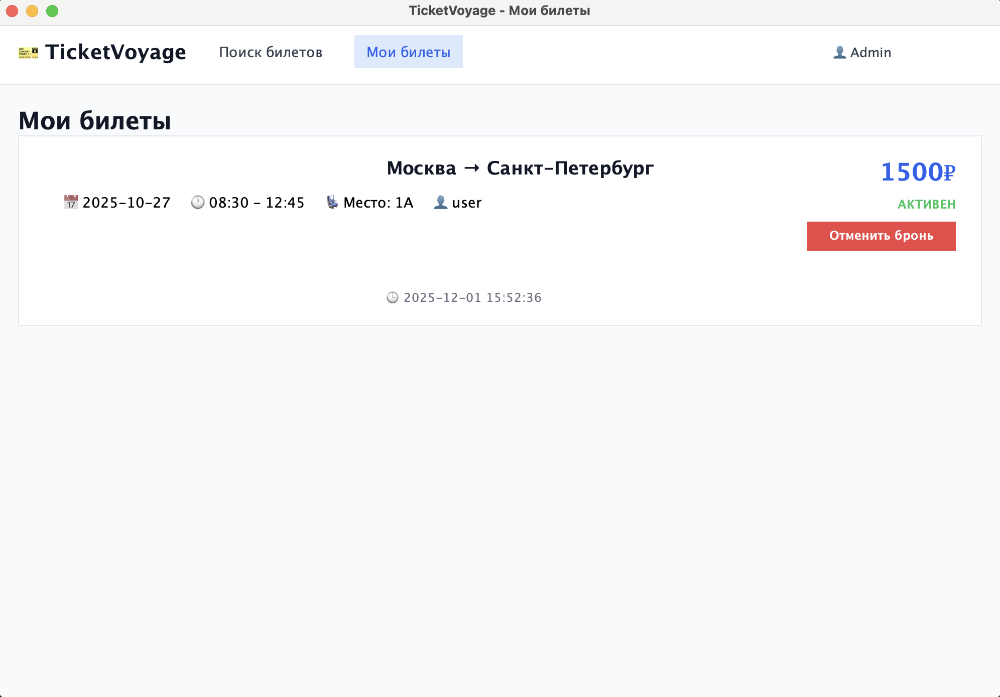 TicketVoyage - Мои билеты
TicketVoyage Поиск билетов Мои билеты Admin
Мои билеты
Москва → Санкт-Петербург 1500₽
17 2025-10-27 08:30 - 12:45 Место: 1A user АКТИВЕН
Отменить бронь
2025-12-01 15:52:36